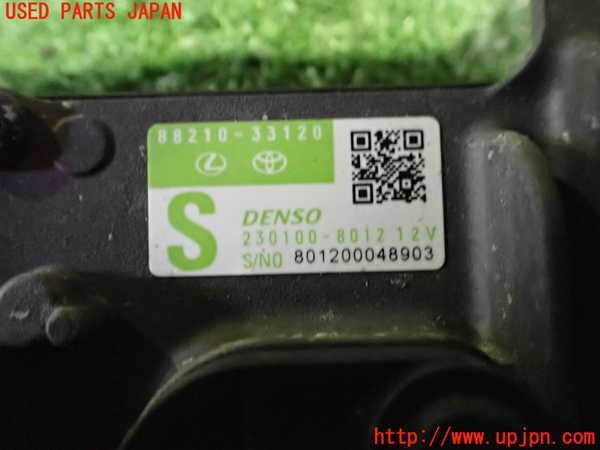 USED PARTS JAPAN
88210-33120
S
DENSO
230100-8012 12V
S/NO 801200048903
http://www.upjpn.com/